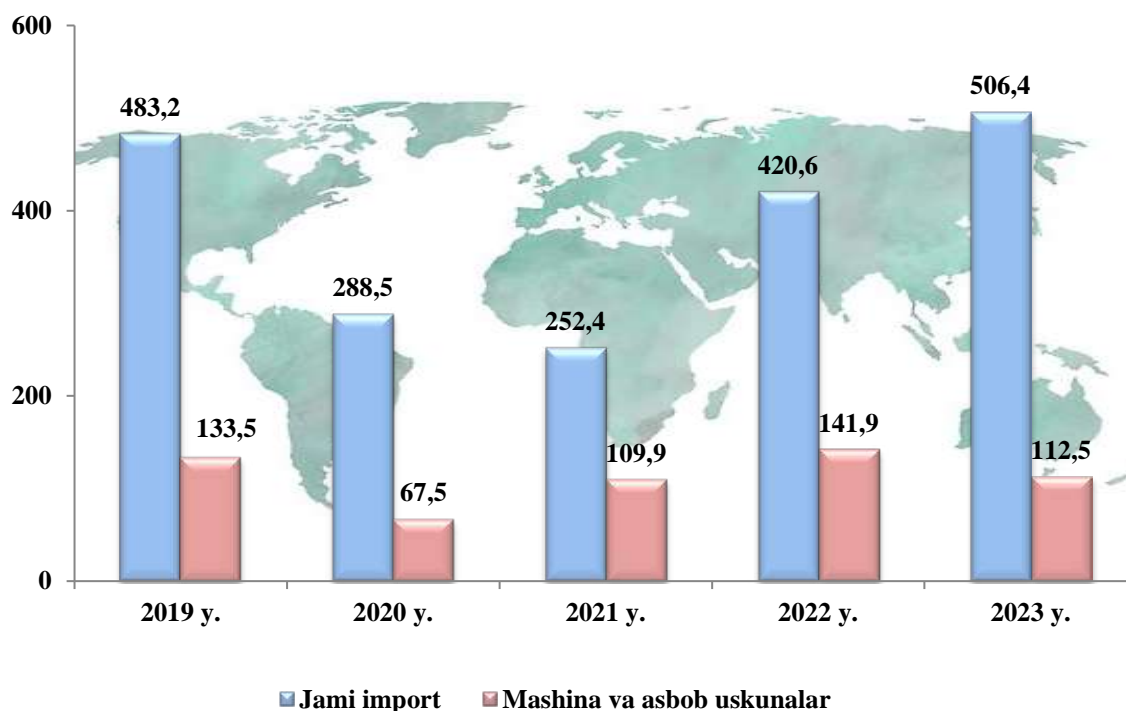 600
483,2
506,4
420,6
400
288,5
252,4
200
133,5
67,5
109,9
141,9
112,5
0
2019 y.
2020 y.
2021 y.
2022 y.
2023 y.
Jami import
Mashina va asbob uskunalar